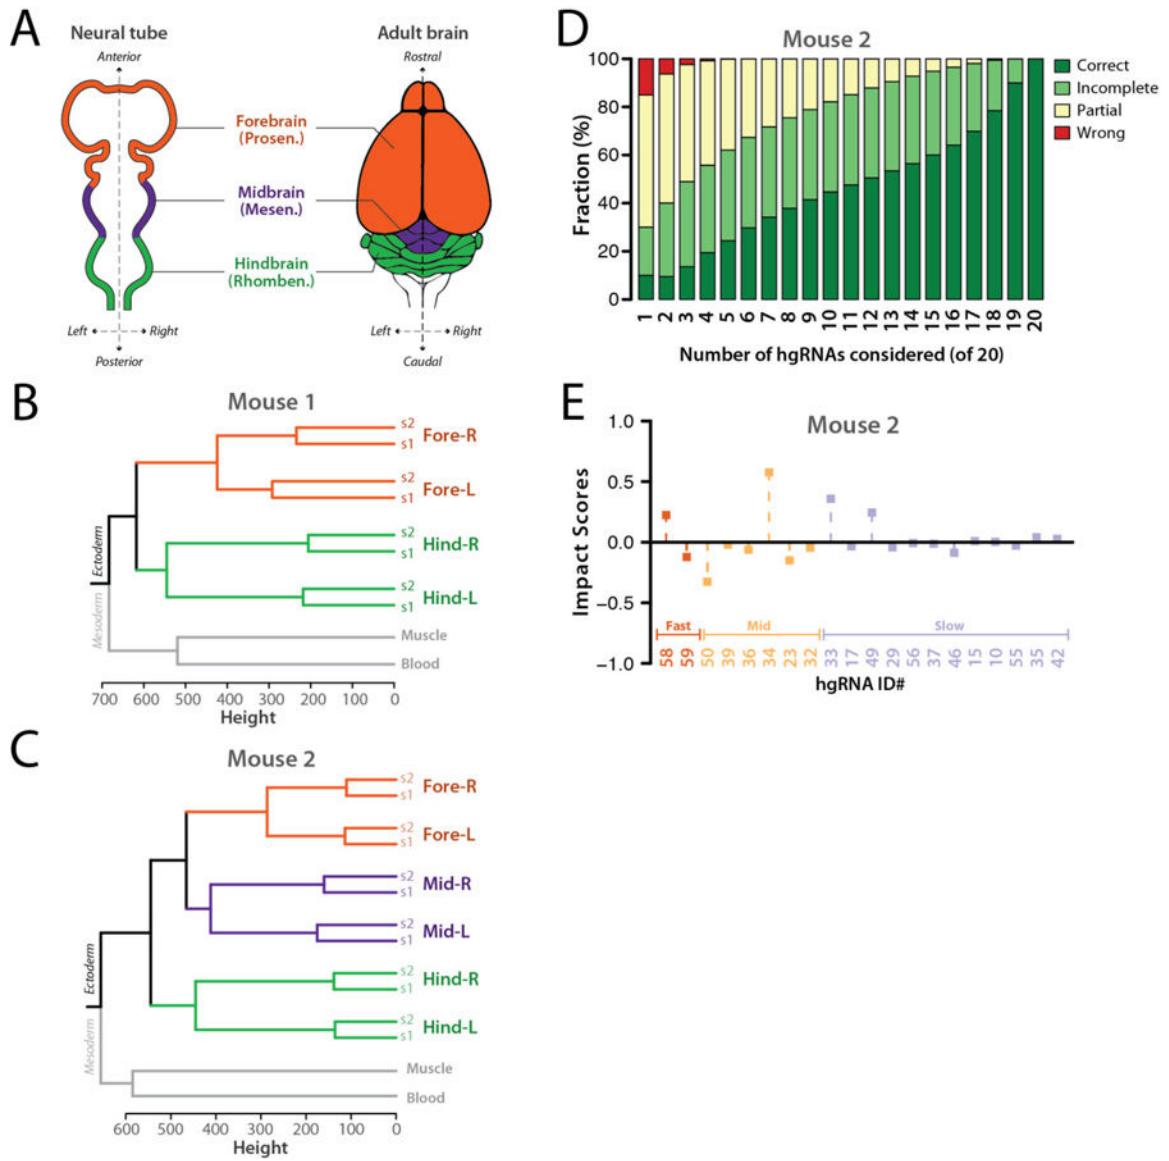 A
Neural tube
Anterior
Adult brain
Rostral
Forebrain
(Prosen.)
Midbrain
(Mesen.)
Hindbrain
(Rhomben.)
Left
Right
Posterior
Left
Right
Caudal
B
Mouse 1
s2
s1
Fore-R
s2
s1
Fore-L
s2
s1
Hind-R
s2
s1
Hind-L
Ectoderm
Mesoderm
Muscle
Blood
700 600 500 400 300 200 100 0
Height
C
Mouse 2
s2
s1
Fore-R
s2
s1
Fore-L
s2
s1
Mid-R
s2
s1
Mid-L
s2
s1
Hind-R
s2
s1
Hind-L
Ectoderm
Mesoderm
Muscle
Blood
600 500 400 300 200 100 0
Height
D
Mouse 2
Fraction (%)
100
80
60
40
20
0
1 2 3 4 5 6 7 8 9 10 11 12 13 14 15 16 17 18 19 20
Number of hgRNAs considered (of 20)
Correct
Incomplete
Partial
Wrong
E
Mouse 2
Impact Scores
1.0
0.5
0.0
−0.5
−1.0
Fast
Mid
Slow
58 59 50 39 36 34 23 32 33 17 49 29 56 37 46 15 10 55 35 42
hgRNA ID#